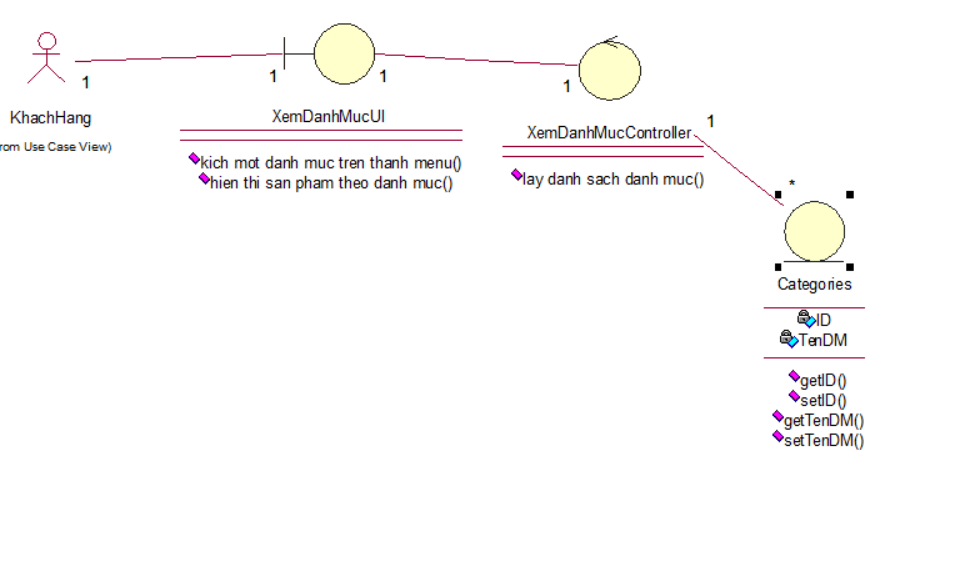 1
1
1
1
KhachHang
rom Use Case View)
XemDanhMucUI
kich mot danh muc tren thanh menu()
hien thi san pham theo danh muc()
XemDanhMucController
lay danh sach danh muc()
1
*
Categories
ID
TenDM
getID()
setID()
getTenDM()
setTenDM()